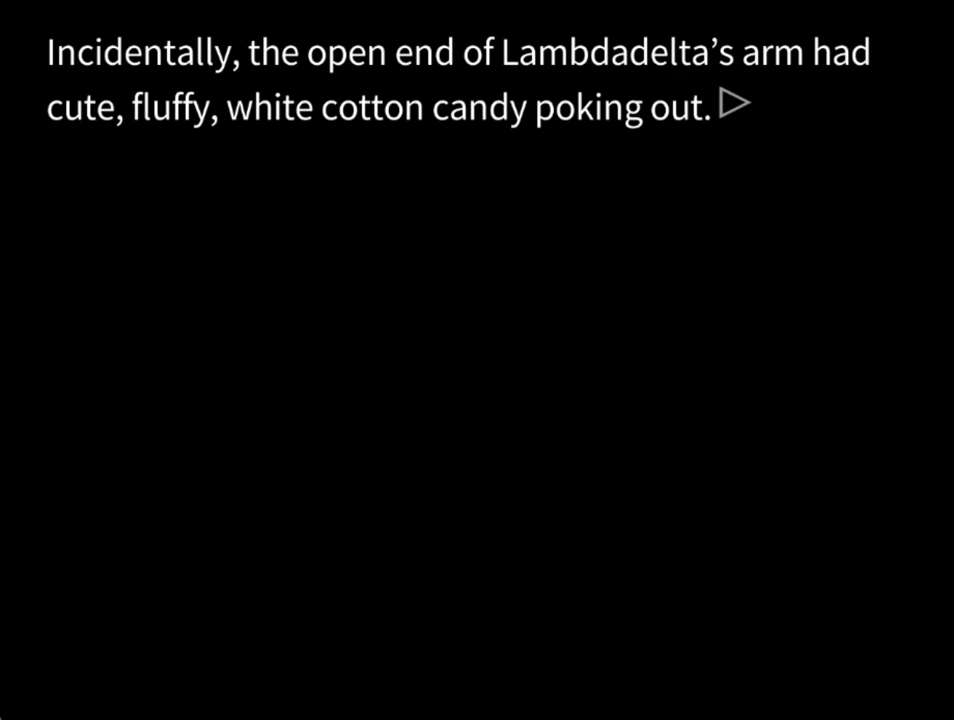 Incidentally, the open end of Lambdadelta’s arm had
cute, fluffy, white cotton candy poking out.